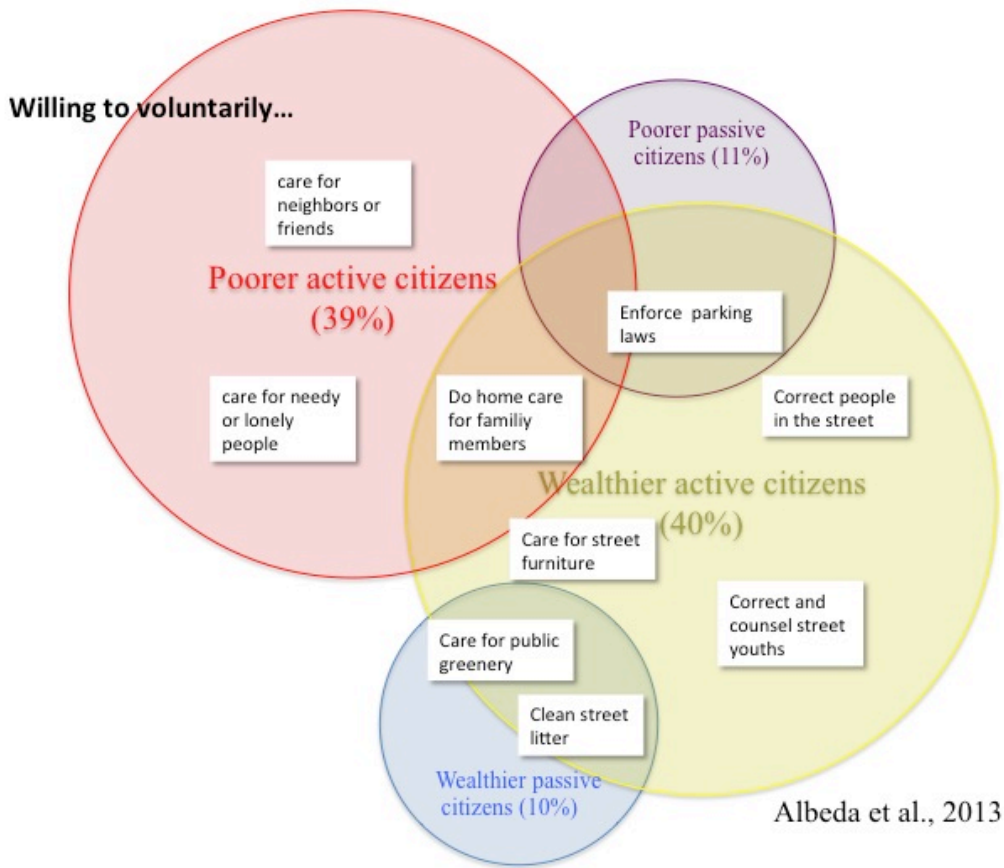 Willing to voluntarily...
Poorer passive
citizens (11%)
care for
neighbors or
friends
Poorer active citizens
(39%)
Enforce parking
laws
care for needy
or lonely
people
Do home care
for familiy
members
Correct people
in the street
Wealthier active citizens
(40%)
Care for street
furniture
Correct and
counsel street
youths
Care for public
greenery
Clean street
litter
Wealthier passive
citizens (10%)
Albeda et al., 2013